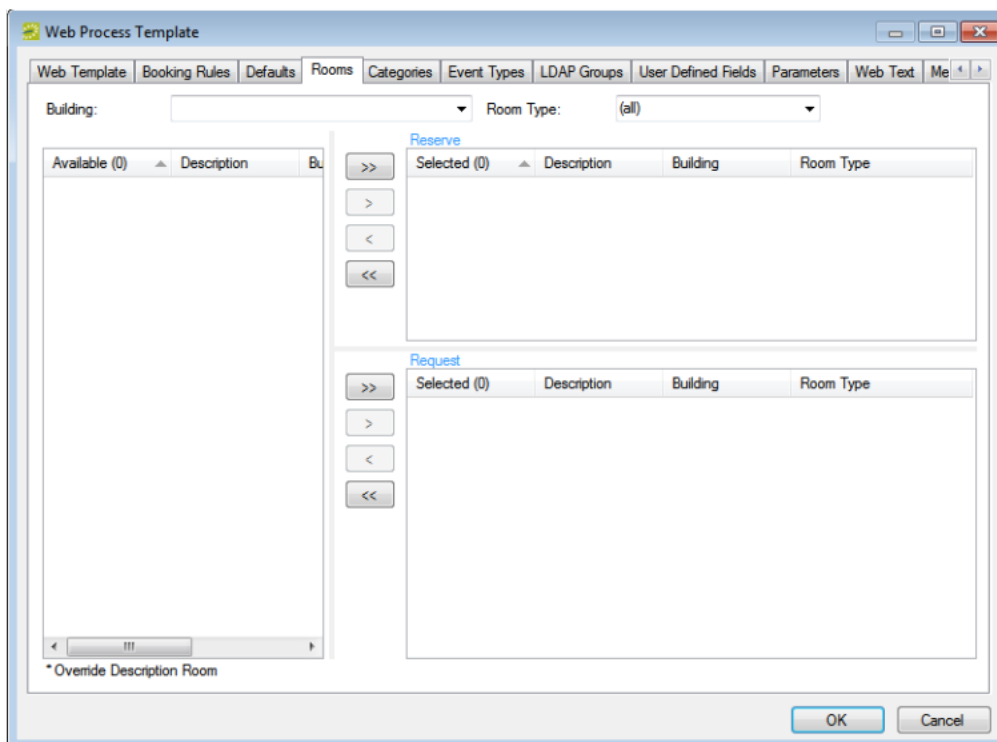 Web Process Template
Web Template Booking Rules Defaults Rooms Categories Event Types LDAP Groups User Defined Fields Parameters Web Text Me
Building: Room Type: (all)
Reserve
Available (0) Description Bu >> Selected (0) Description Building Room Type
>
<
<<
Request
>> Selected (0) Description Building Room Type
>
<
<<
* Override Description Room
OK Cancel